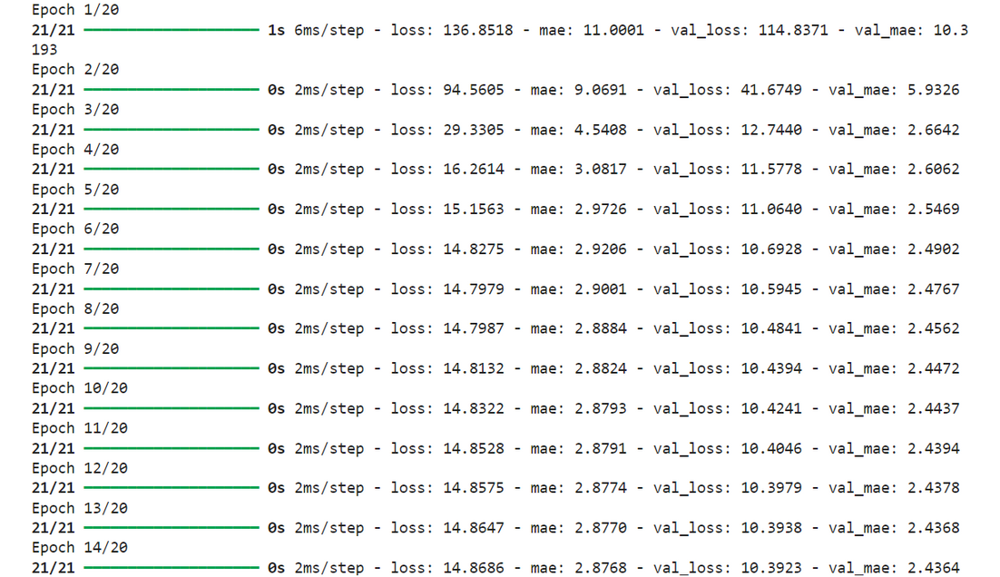 Epoch 1/20
21/21 ━━━━━━━━━━━━━━━━━━━━ 1s 6ms/step - loss: 136.8518 - mae: 11.0001 - val_loss: 114.8371 - val_mae: 10.3
193
Epoch 2/20
21/21 ━━━━━━━━━━━━━━━━━━━━ 0s 2ms/step - loss: 94.5605 - mae: 9.0691 - val_loss: 41.6749 - val_mae: 5.9326
Epoch 3/20
21/21 ━━━━━━━━━━━━━━━━━━━━ 0s 2ms/step - loss: 29.3305 - mae: 4.5408 - val_loss: 12.7440 - val_mae: 2.6642
Epoch 4/20
21/21 ━━━━━━━━━━━━━━━━━━━━ 0s 2ms/step - loss: 16.2614 - mae: 3.0817 - val_loss: 11.5778 - val_mae: 2.6062
Epoch 5/20
21/21 ━━━━━━━━━━━━━━━━━━━━ 0s 2ms/step - loss: 15.1563 - mae: 2.9726 - val_loss: 11.0640 - val_mae: 2.5469
Epoch 6/20
21/21 ━━━━━━━━━━━━━━━━━━━━ 0s 2ms/step - loss: 14.8275 - mae: 2.9206 - val_loss: 10.6928 - val_mae: 2.4902
Epoch 7/20
21/21 ━━━━━━━━━━━━━━━━━━━━ 0s 2ms/step - loss: 14.7979 - mae: 2.9001 - val_loss: 10.5945 - val_mae: 2.4767
Epoch 8/20
21/21 ━━━━━━━━━━━━━━━━━━━━ 0s 2ms/step - loss: 14.7987 - mae: 2.8884 - val_loss: 10.4841 - val_mae: 2.4562
Epoch 9/20
21/21 ━━━━━━━━━━━━━━━━━━━━ 0s 2ms/step - loss: 14.8132 - mae: 2.8824 - val_loss: 10.4394 - val_mae: 2.4472
Epoch 10/20
21/21 ━━━━━━━━━━━━━━━━━━━━ 0s 2ms/step - loss: 14.8322 - mae: 2.8793 - val_loss: 10.4241 - val_mae: 2.4437
Epoch 11/20
21/21 ━━━━━━━━━━━━━━━━━━━━ 0s 2ms/step - loss: 14.8528 - mae: 2.8791 - val_loss: 10.4046 - val_mae: 2.4394
Epoch 12/20
21/21 ━━━━━━━━━━━━━━━━━━━━ 0s 2ms/step - loss: 14.8575 - mae: 2.8774 - val_loss: 10.3979 - val_mae: 2.4378
Epoch 13/20
21/21 ━━━━━━━━━━━━━━━━━━━━ 0s 2ms/step - loss: 14.8647 - mae: 2.8770 - val_loss: 10.3938 - val_mae: 2.4368
Epoch 14/20
21/21 ━━━━━━━━━━━━━━━━━━━━ 0s 2ms/step - loss: 14.8686 - mae: 2.8768 - val_loss: 10.3923 - val_mae: 2.4364